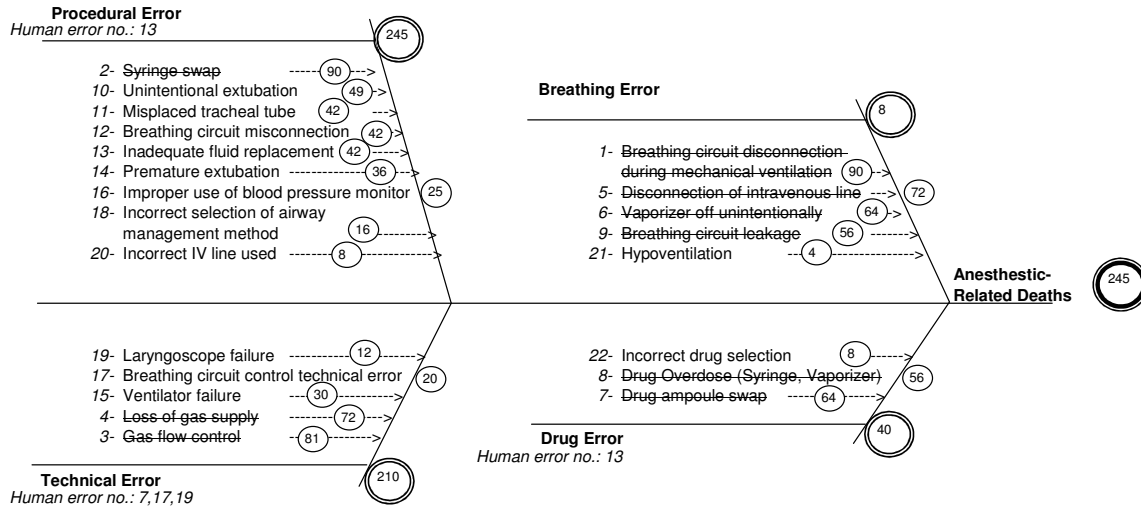 Procedural Error
Human error no.: 13
245
2- Syringe swap 90
10- Unintentional extubation 49
11- Misplaced tracheal tube 42
12- Breathing circuit misconnection 42
13- Inadequate fluid replacement 42
14- Premature extubation 36
16- Improper use of blood pressure monitor 25
18- Incorrect selection of airway
management method 16
20- Incorrect IV line used 8
Breathing Error
8
1- Breathing circuit disconnection
during mechanical ventilation 90
5- Disconnection of intravenous line 72
6- Vaporizer off unintentionally 64
9- Breathing circuit leakage 56
21- Hypoventilation 4
Anesthestic-
Related Deaths
245
19- Laryngoscope failure 12
17- Breathing circuit control technical error 20
15- Ventilator failure 30
4- Loss of gas supply 72
3- Gas flow control 81
Technical Error
Human error no.: 7,17,19
210
22- Incorrect drug selection 8
8- Drug Overdose (Syringe, Vaporizer) 56
7- Drug ampoule swap 64
Drug Error
Human error no.: 13
40